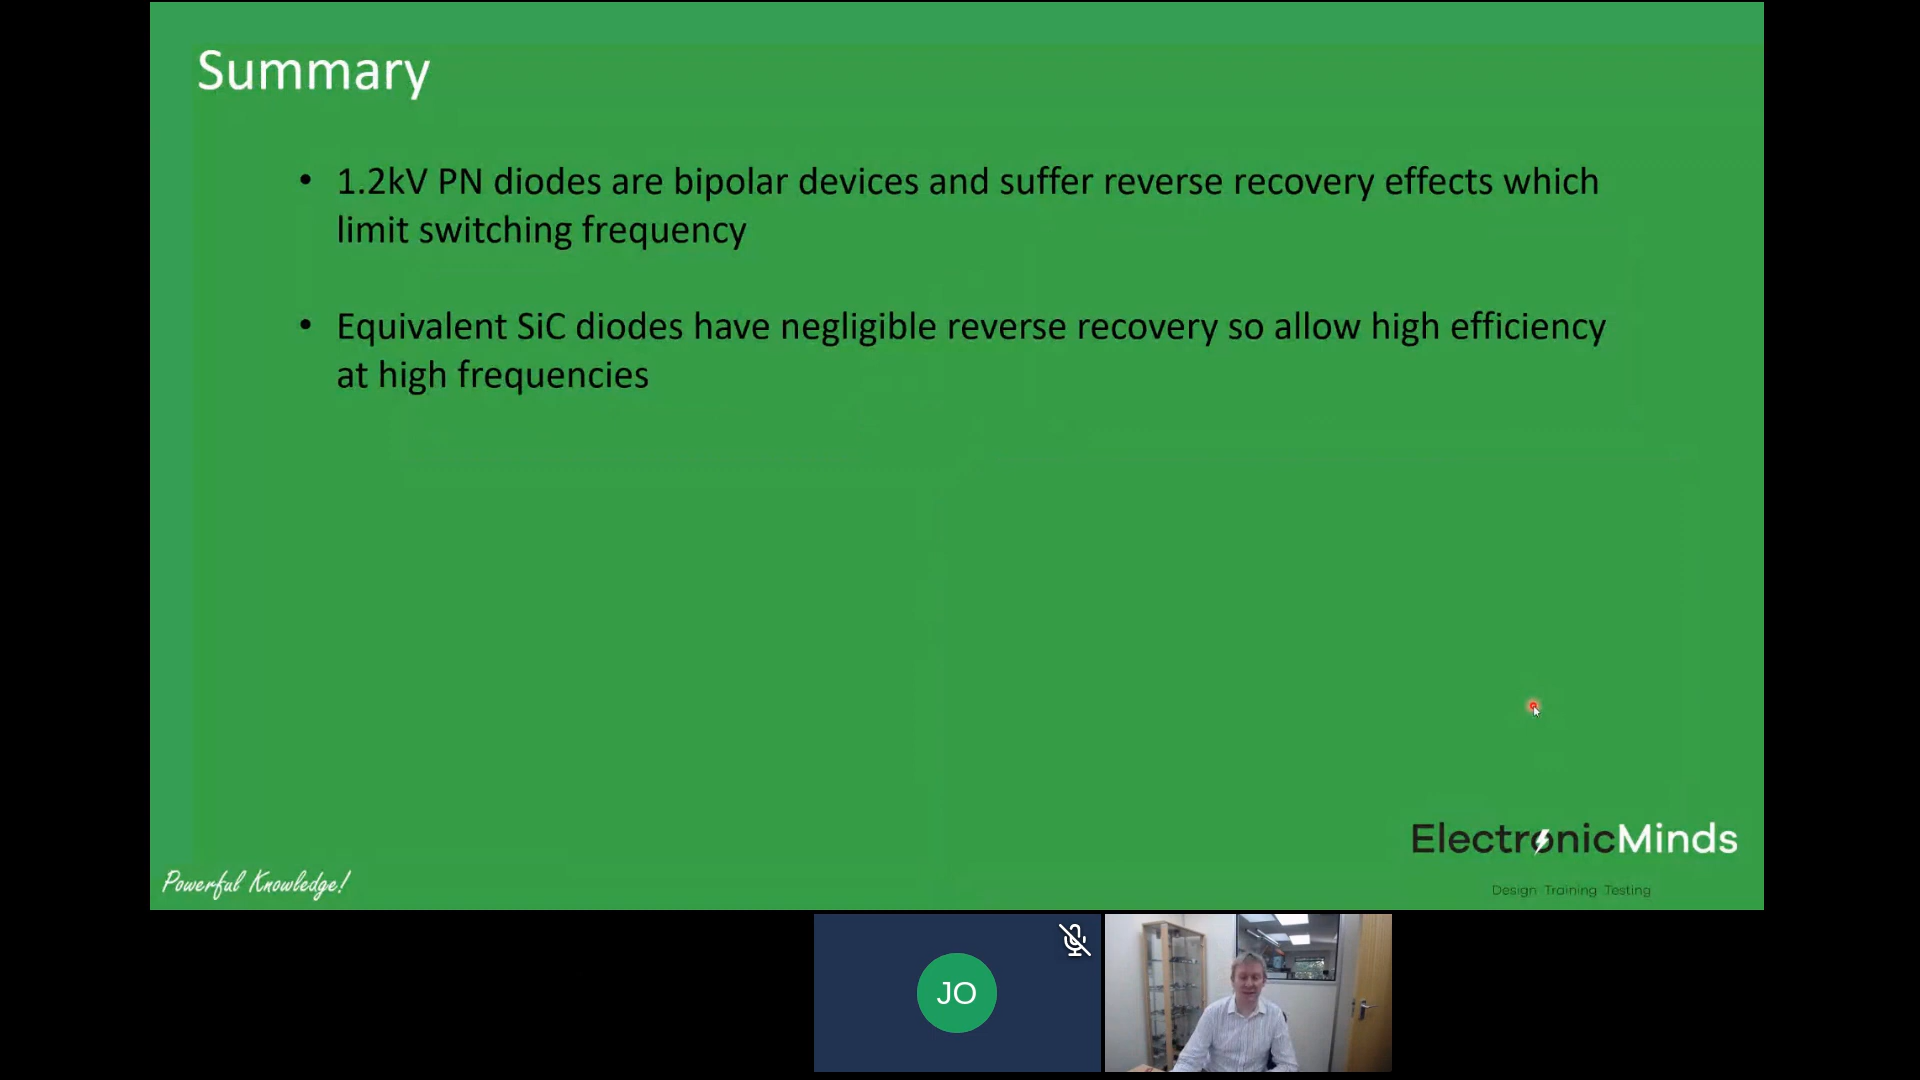 Summary
• 1.2kV PN diodes are bipolar devices and suffer reverse recovery effects which
limit switching frequency
• Equivalent SiC diodes have negligible reverse recovery so allow high efficiency
at high frequencies
ElectronicMinds
Powerful Knowledge!
Design Training Testing
JO